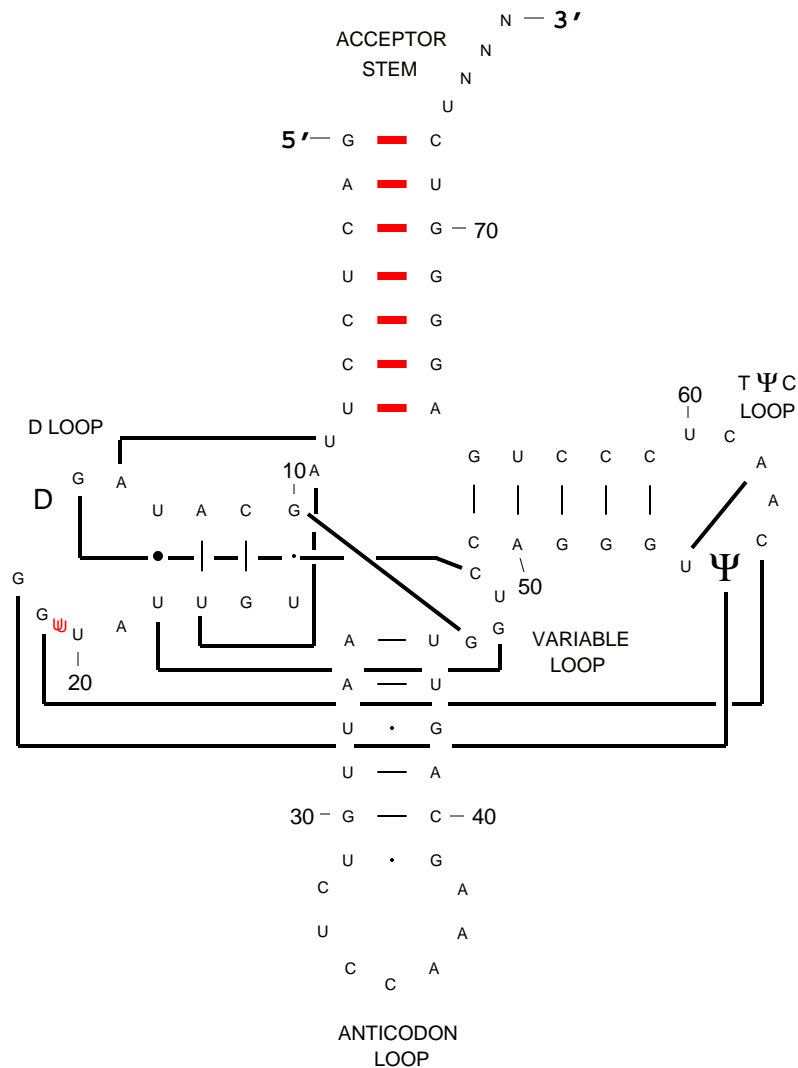 N 3′
ACCEPTOR
STEM
N
N
U
5′ G C
A U
C G 70
U G
C G
C G
U A
T Ψ C
LOOP
60
D LOOP
U
U C
G A 10 A G U C C C A
D U A C G A
C A G G G U Ψ C
C 50
G
U U G U U
G U A A U G G VARIABLE
LOOP
20
A U
U G
U A
30 G C 40
U G
C A
U A
C C A
ANTICODON
LOOP